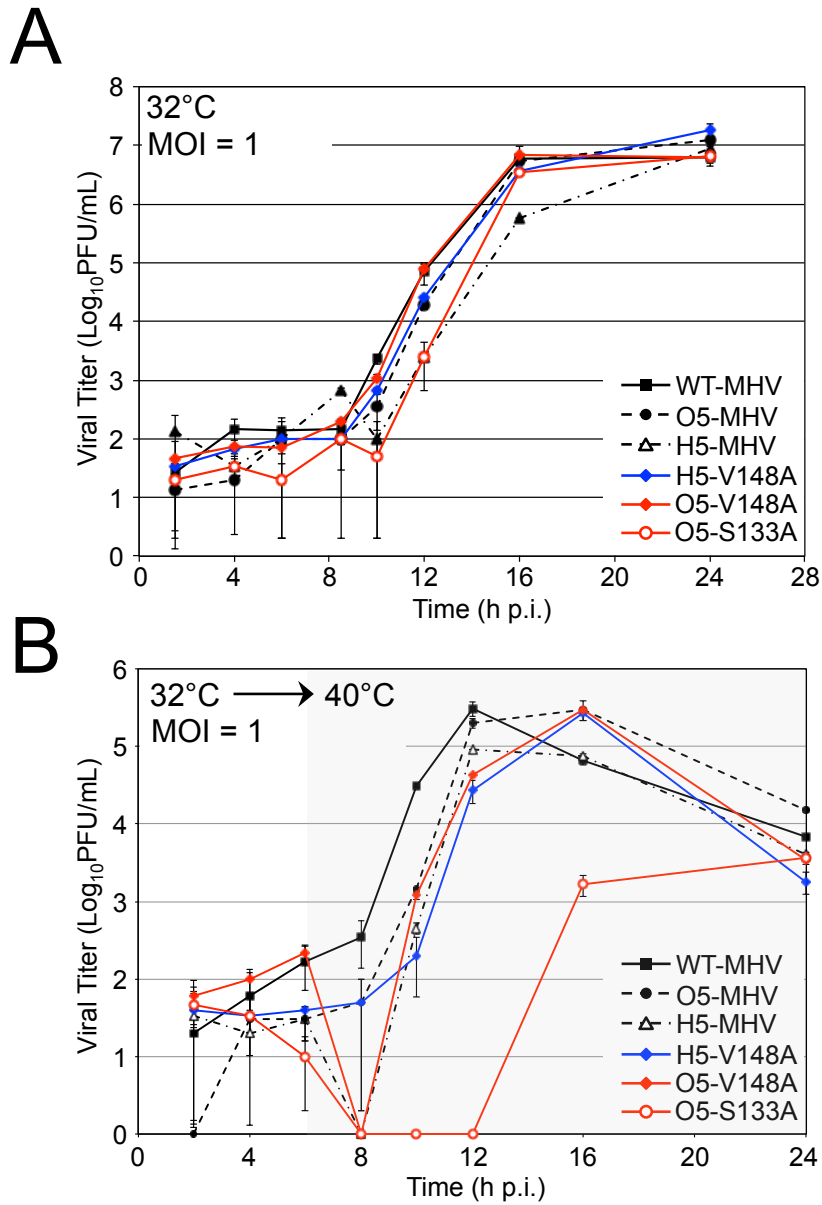 A
8
7
6
5
4
3
2
1
0
Viral Titer (Log₁₀PFU/mL)
32°C
MOI = 1
WT-MHV
O5-MHV
H5-MHV
H5-V148A
O5-V148A
O5-S133A
0 4 8 12 16 20 24 28
Time (h p.i.)
B
6
5
4
3
2
1
0
Viral Titer (Log₁₀PFU/mL)
32°C → 40°C
MOI = 1
WT-MHV
O5-MHV
H5-MHV
H5-V148A
O5-V148A
O5-S133A
0 4 8 12 16 20 24
Time (h p.i.)